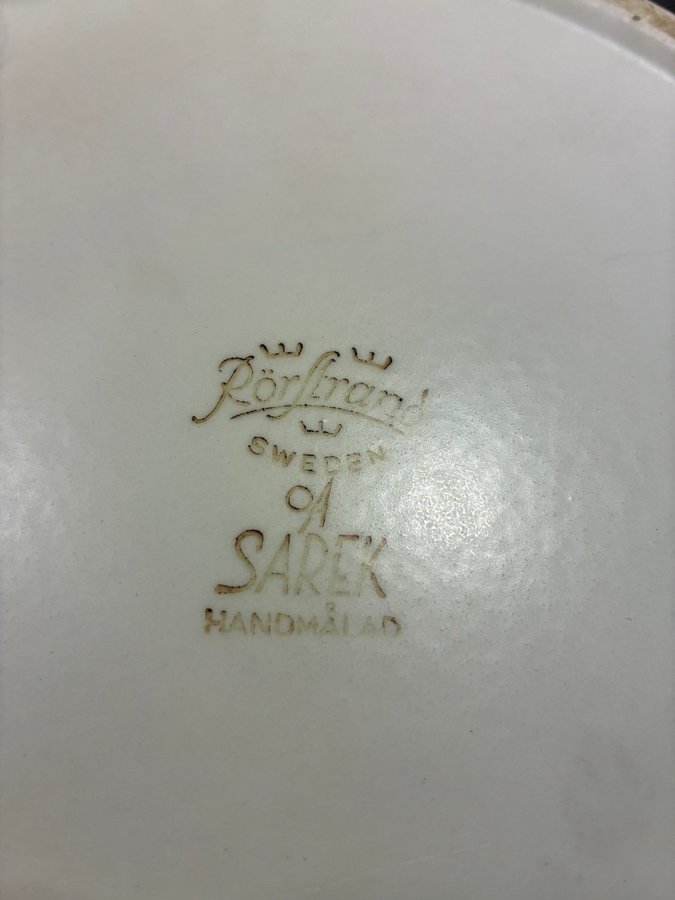 Rörstrand
SWEDEN
OA
SAREK
HANDMÅLAD